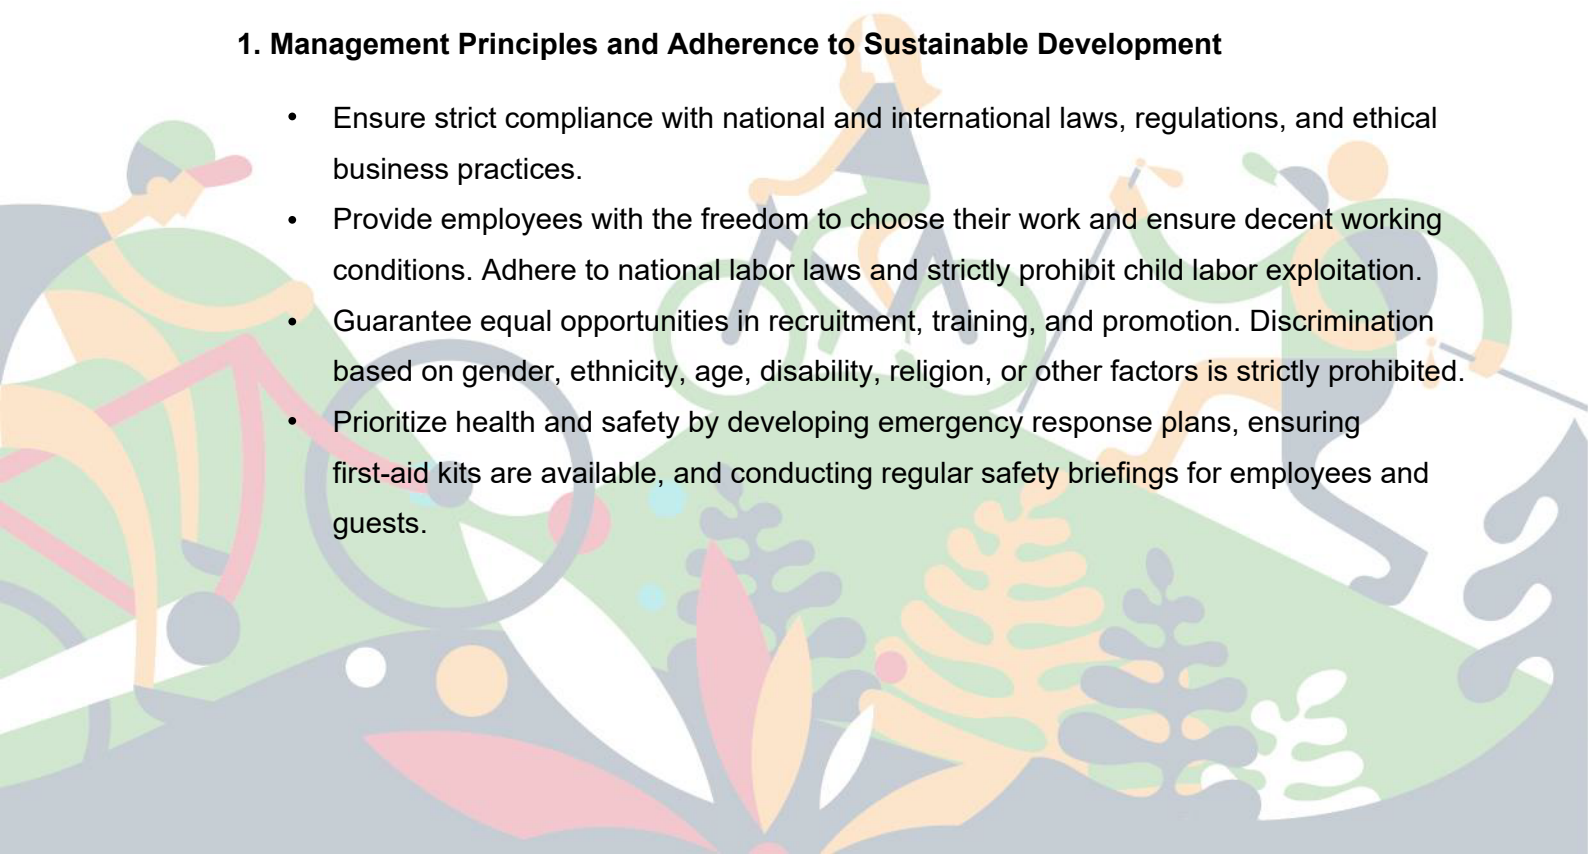 1. Management Principles and Adherence to Sustainable Development
• Ensure strict compliance with national and international laws, regulations, and ethical
business practices.
• Provide employees with the freedom to choose their work and ensure decent working
conditions. Adhere to national labor laws and strictly prohibit child labor exploitation.
• Guarantee equal opportunities in recruitment, training, and promotion. Discrimination
based on gender, ethnicity, age, disability, religion, or other factors is strictly prohibited.
• Prioritize health and safety by developing emergency response plans, ensuring
first-aid kits are available, and conducting regular safety briefings for employees and
guests.